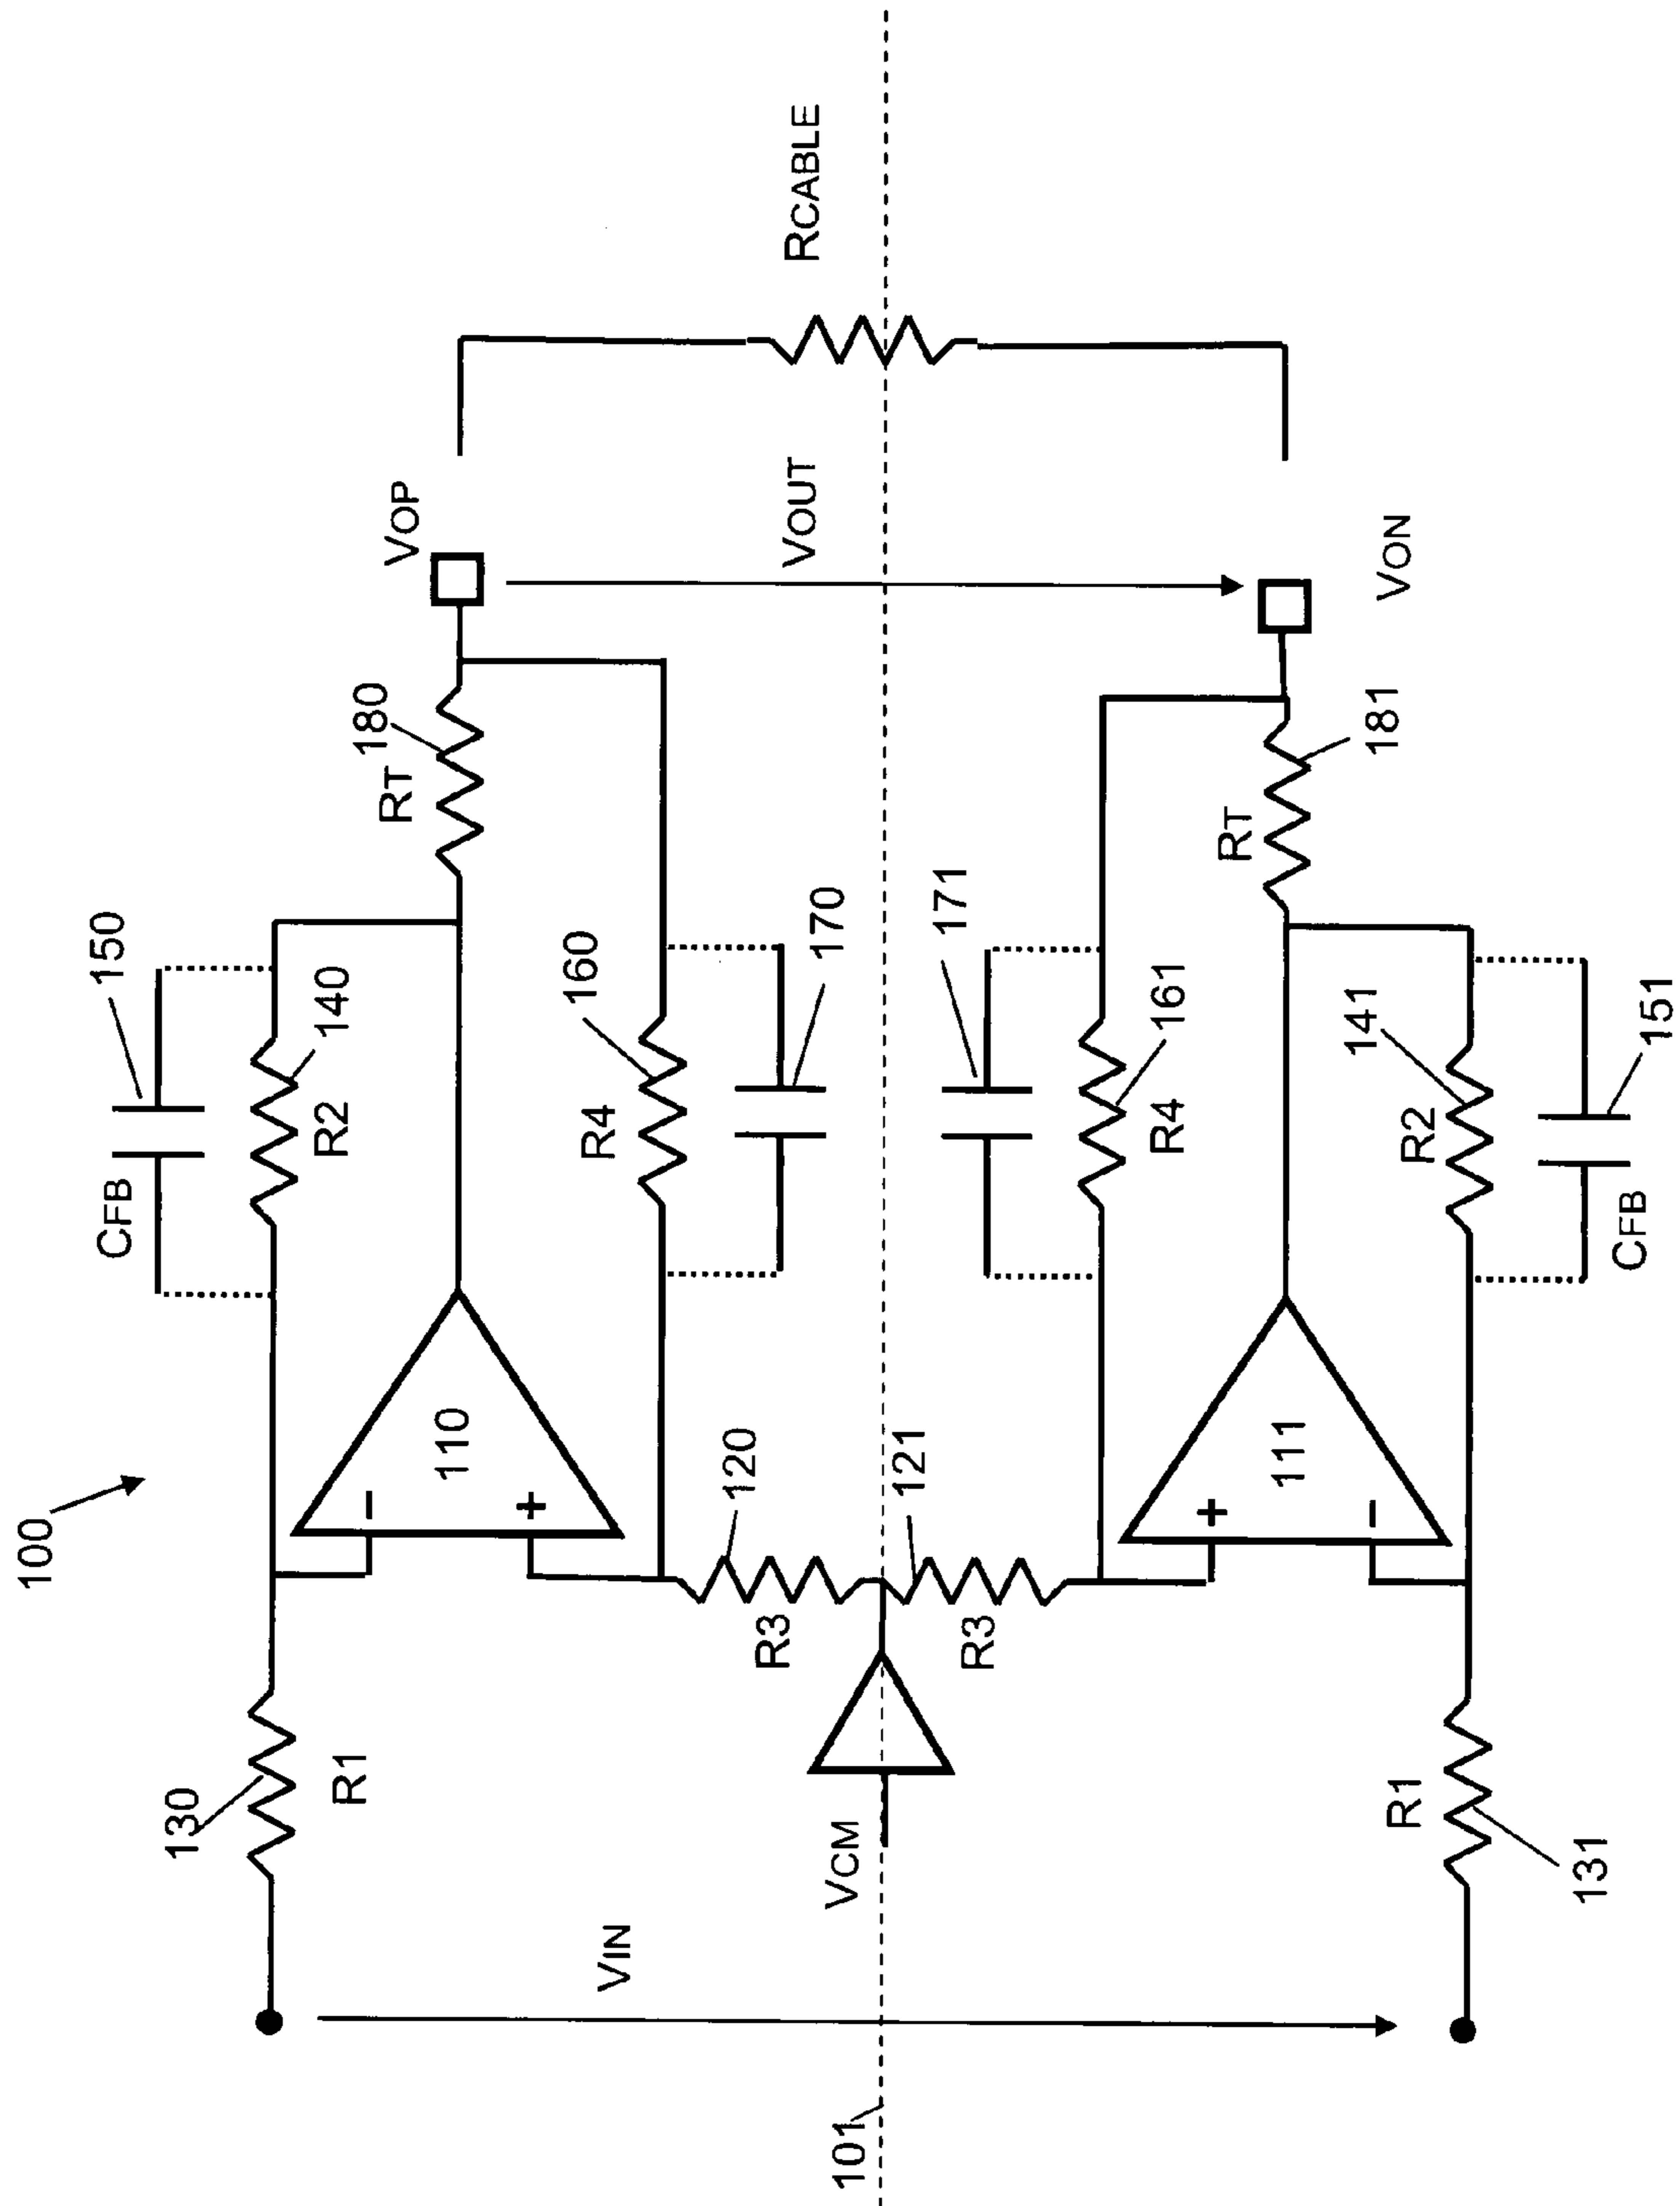 100
130
R1
VIN
101
VCM
R3
120
R3
121
110
-
+
111
+
-
CFB
150
R2
140
R4
160
170
171
R4
161
R2
141
CFB
151
RT
180
RT
181
VOP
VOUT
VON
RCABLE
R1
131